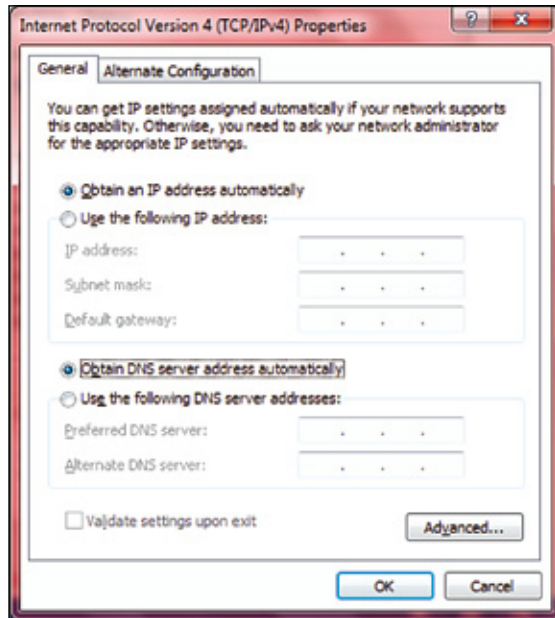 Internet Protocol Version 4 (TCP/IPv4) Properties
General
Alternate Configuration
You can get IP settings assigned automatically if your network supports
this capability. Otherwise, you need to ask your network administrator
for the appropriate IP settings.
Obtain an IP address automatically
Use the following IP address:
IP address:
Subnet mask:
Default gateway:
Obtain DNS server address automatically
Use the following DNS server addresses:
Preferred DNS server:
Alternate DNS server:
Validate settings upon exit
Advanced...
OK
Cancel